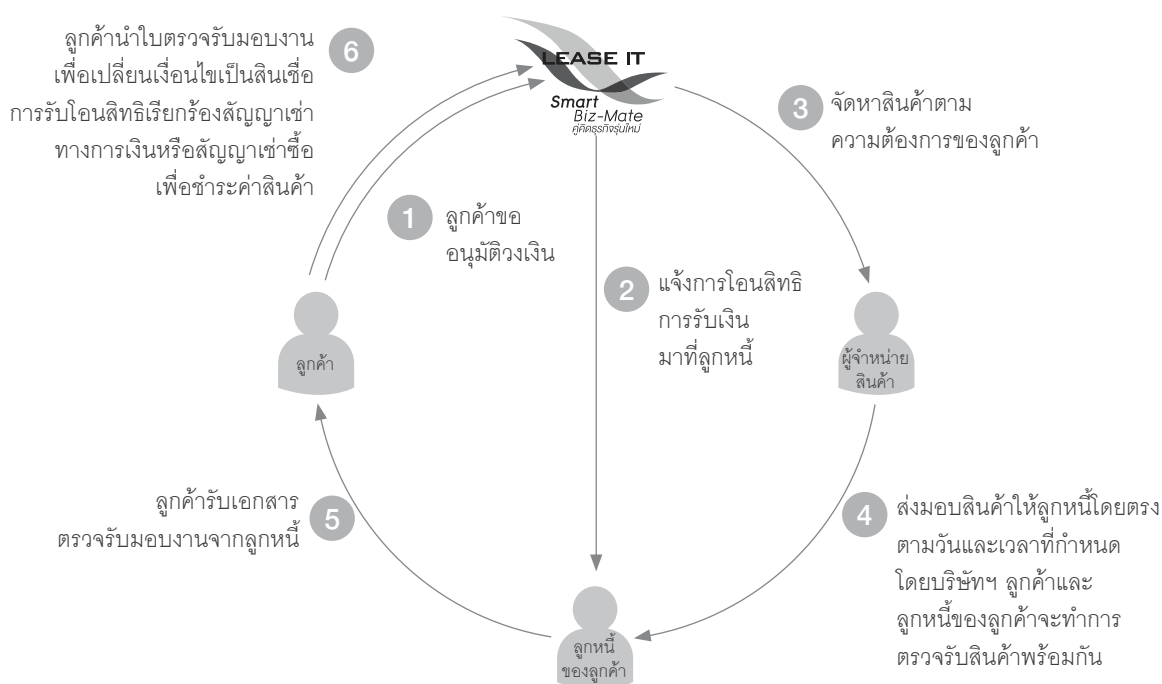 ลูกค้านำใบตรวจรับมอบงาน
เพื่อเปลี่ยนเงื่อนไขเป็นสินเชื่อ
การรับโอนสิทธิเรียกร้องสัญญาเช่า
ทางการเงินหรือสัญญาเช่าซื้อ
เพื่อชำระค่าสินค้า
6
LEASE IT
Smart
Biz-Mate
คู่คิดธุรกิจรุ่นใหม่
3
จัดหาสินค้าตาม
ความต้องการของลูกค้า
1
ลูกค้าขอ
อนุมัติวงเงิน
2
แจ้งการโอนสิทธิ
การรับเงิน
มาที่ลูกหนี้
ลูกค้า
ผู้จำหน่าย
สินค้า
ลูกค้ารับเอกสาร
ตรวจรับมอบงานจากลูกหนี้
5
4
ส่งมอบสินค้าให้ลูกหนี้โดยตรง
ตามวันและเวลาที่กำหนด
โดยบริษัทฯ ลูกค้าและ
ลูกหนี้ของลูกค้าจะทำการ
ตรวจรับสินค้าพร้อมกัน
ลูกหนี้
ของลูกค้า